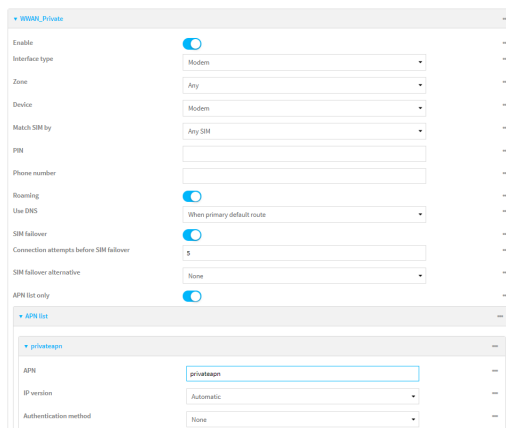 ▾ WWAN_Private
Enable
Interface type Modem
Zone Any
Device Modem
Match SIM by Any SIM
PIN
Phone number
Roaming
Use DNS When primary default route
SIM failover
Connection attempts before SIM failover 5
SIM failover alternative None
APN list only
▾ APN list
▾ privateapn
APN privateapn
IP version Automatic
Authentication method None